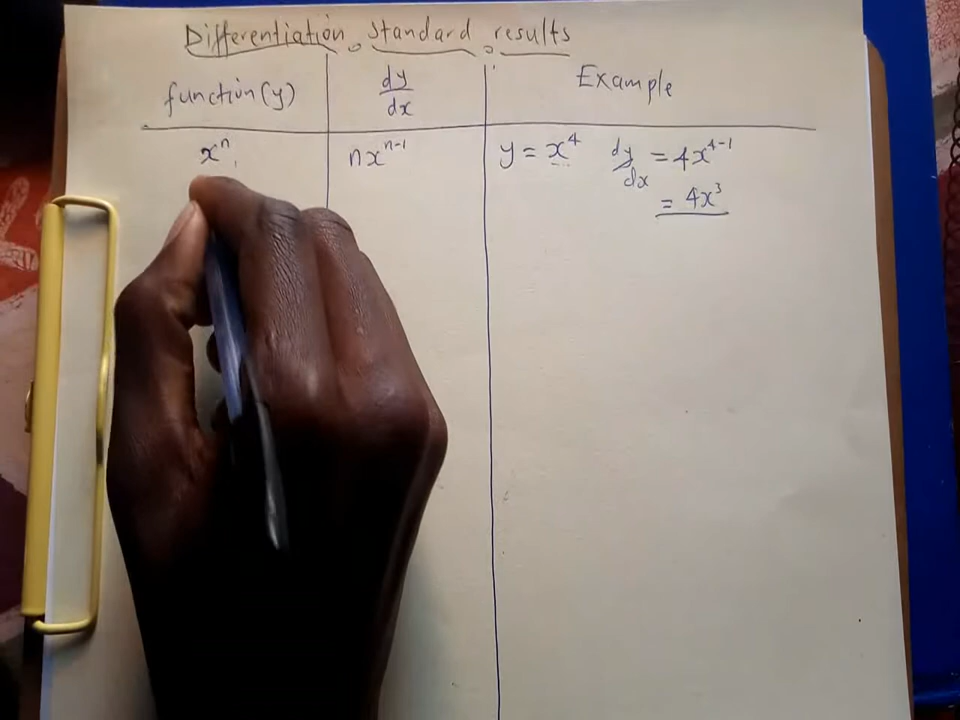 Differentiation, standard, results
function(y) dy/dx Example
xⁿ nxⁿ⁻¹ y = x⁴ dy/dx = 4x⁴⁻¹
= 4x³